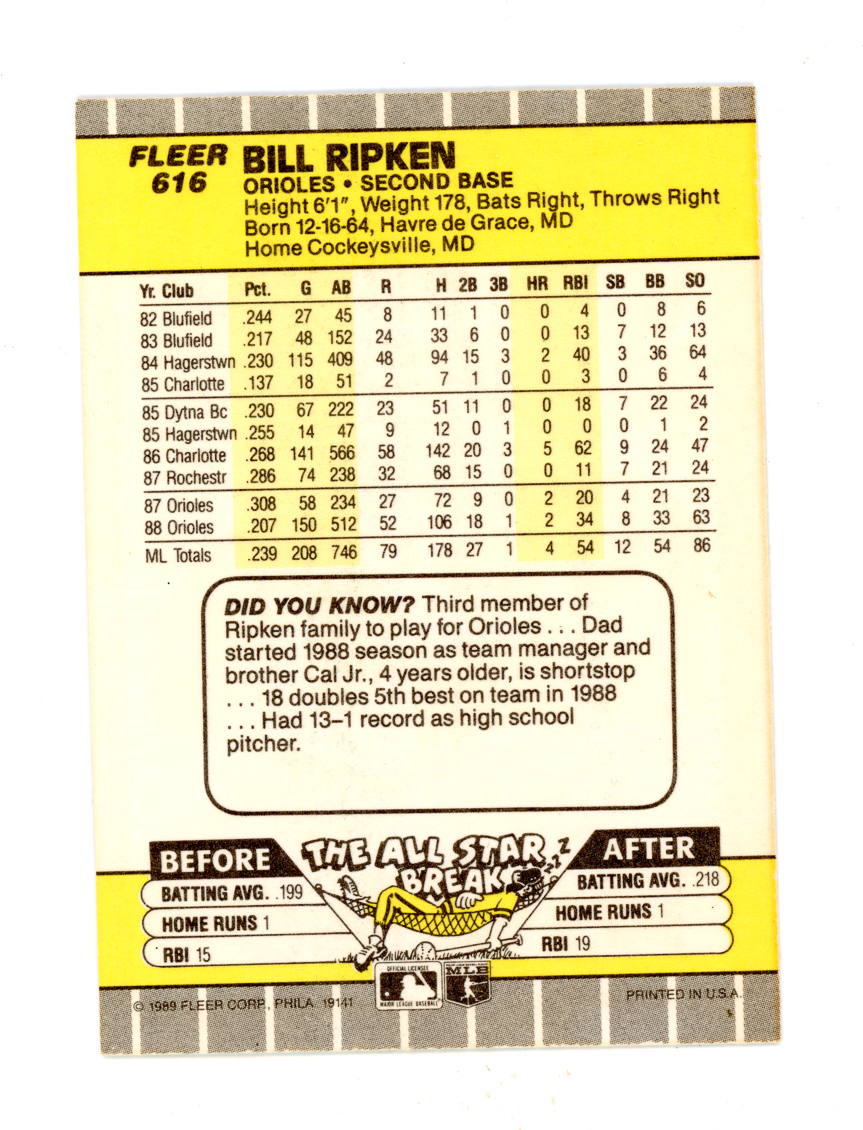 FLEER BILL RIPKEN
616 ORIOLES • SECOND BASE
Height 6'1", Weight 178, Bats Right, Throws Right
Born 12-16-64, Havre de Grace, MD
Home Cockeysville, MD
Yr. Club Pct. G AB R H 2B 3B HR RBI SB BB SO
82 Blufield .244 27 45 8 11 1 0 0 4 0 8 6
83 Blufield .217 48 152 24 33 6 0 0 13 7 12 13
84 Hagerstwn .230 115 409 48 94 15 3 2 40 3 36 64
85 Charlotte .137 18 51 2 7 1 0 0 3 0 6 4
85 Dytna Bc .230 67 222 23 51 11 0 0 18 7 22 24
85 Hagerstwn .255 14 47 9 12 0 1 0 0 0 1 2
86 Charlotte .268 141 566 58 142 20 3 5 62 9 24 47
87 Rochestr .286 74 238 32 68 15 0 0 11 7 21 24
87 Orioles .308 58 234 27 72 9 0 2 20 4 21 23
88 Orioles .207 150 512 52 106 18 1 2 34 8 33 63
ML Totals .239 208 746 79 178 27 1 4 54 12 54 86
DID YOU KNOW? Third member of
Ripken family to play for Orioles . . . Dad
started 1988 season as team manager and
brother Cal Jr., 4 years older, is shortstop
. . . 18 doubles 5th best on team in 1988
. . . Had 13–1 record as high school
pitcher.
BEFORE THE ALL STAR BREAK ZZZ AFTER
BATTING AVG. .199 BATTING AVG. .218
HOME RUNS 1 HOME RUNS 1
RBI 15 RBI 19
OFFICIAL LICENSEE
MAJOR LEAGUE BASEBALL
MLB
© 1989 FLEER CORP., PHILA. 19141 PRINTED IN U.S.A.